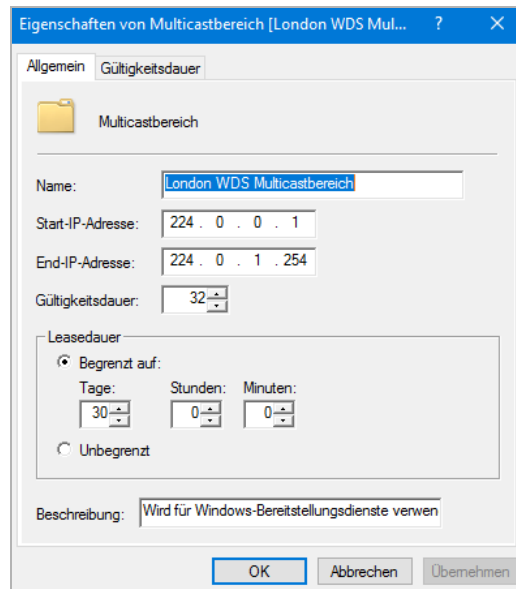 Eigenschaften von Multicastbereich [London WDS Mul... ? ×
Allgemein Gültigkeitsdauer
Multicastbereich
Name: London WDS Multicastbereich
Start-IP-Adresse: 224 . 0 . 0 . 1
End-IP-Adresse: 224 . 0 . 1 . 254
Gültigkeitsdauer: 32
Leasedauer
Begrenzt auf:
Tage: Stunden: Minuten:
30 0 0
Unbegrenzt
Beschreibung: Wird für Windows-Bereitstellungsdienste verwen
OK Abbrechen Übernehmen